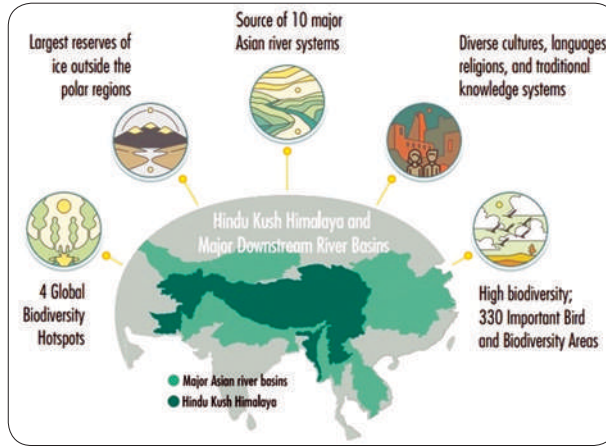 Largest reserves of
ice outside the
polar regions
Source of 10 major
Asian river systems
Diverse cultures, languages
religions, and traditional
knowledge systems
4 Global
Biodiversity
Hotspots
Hindu Kush Himalaya and
Major Downstream River Basins
High biodiversity;
330 Important Bird
and Biodiversity Areas
Major Asian river basins
Hindu Kush Himalaya